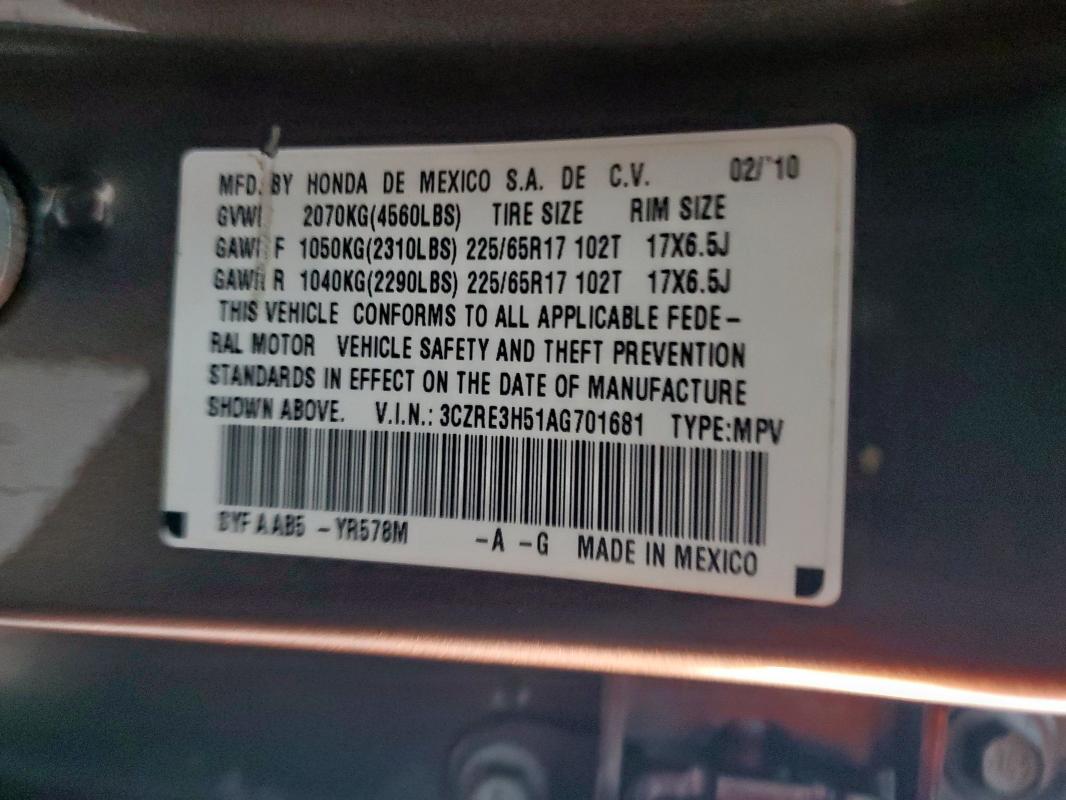 MFD. BY HONDA DE MEXICO S.A. DE C.V. 02/'10
GVWR 2070KG(4560LBS) TIRE SIZE RIM SIZE
GAWR F 1050KG(2310LBS) 225/65R17 102T 17X6.5J
GAWR R 1040KG(2290LBS) 225/65R17 102T 17X6.5J
THIS VEHICLE CONFORMS TO ALL APPLICABLE FEDE-
RAL MOTOR VEHICLE SAFETY AND THEFT PREVENTION
STANDARDS IN EFFECT ON THE DATE OF MANUFACTURE
SHOWN ABOVE. V.I.N.: 3CZRE3H51AG701681 TYPE:MPV
AAB5 -YR578M -A -G MADE IN MEXICO